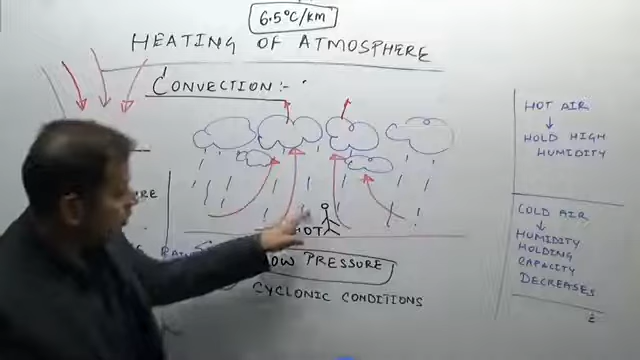 6.5°C/KM
HEATING OF ATMOSPHERE
CONVECTION:-
HOT
LOW PRESSURE
CYCLONIC CONDITIONS
HOT AIR
↓
HOLD HIGH
HUMIDITY
COLD AIR
↓
HUMIDITY
HOLDING
CAPACITY
DECREASES